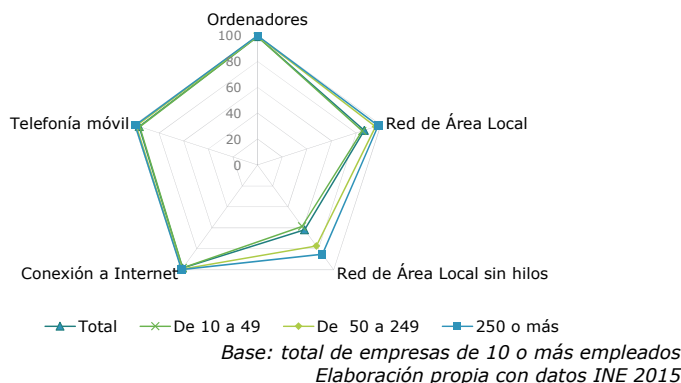 Ordenadores
100
80
60
40
20
0
Telefonía móvil
Red de Área Local
Conexión a Internet
Red de Área Local sin hilos
Total De 10 a 49 De 50 a 249 250 o más
Base: total de empresas de 10 o más empleados
Elaboración propia con datos INE 2015